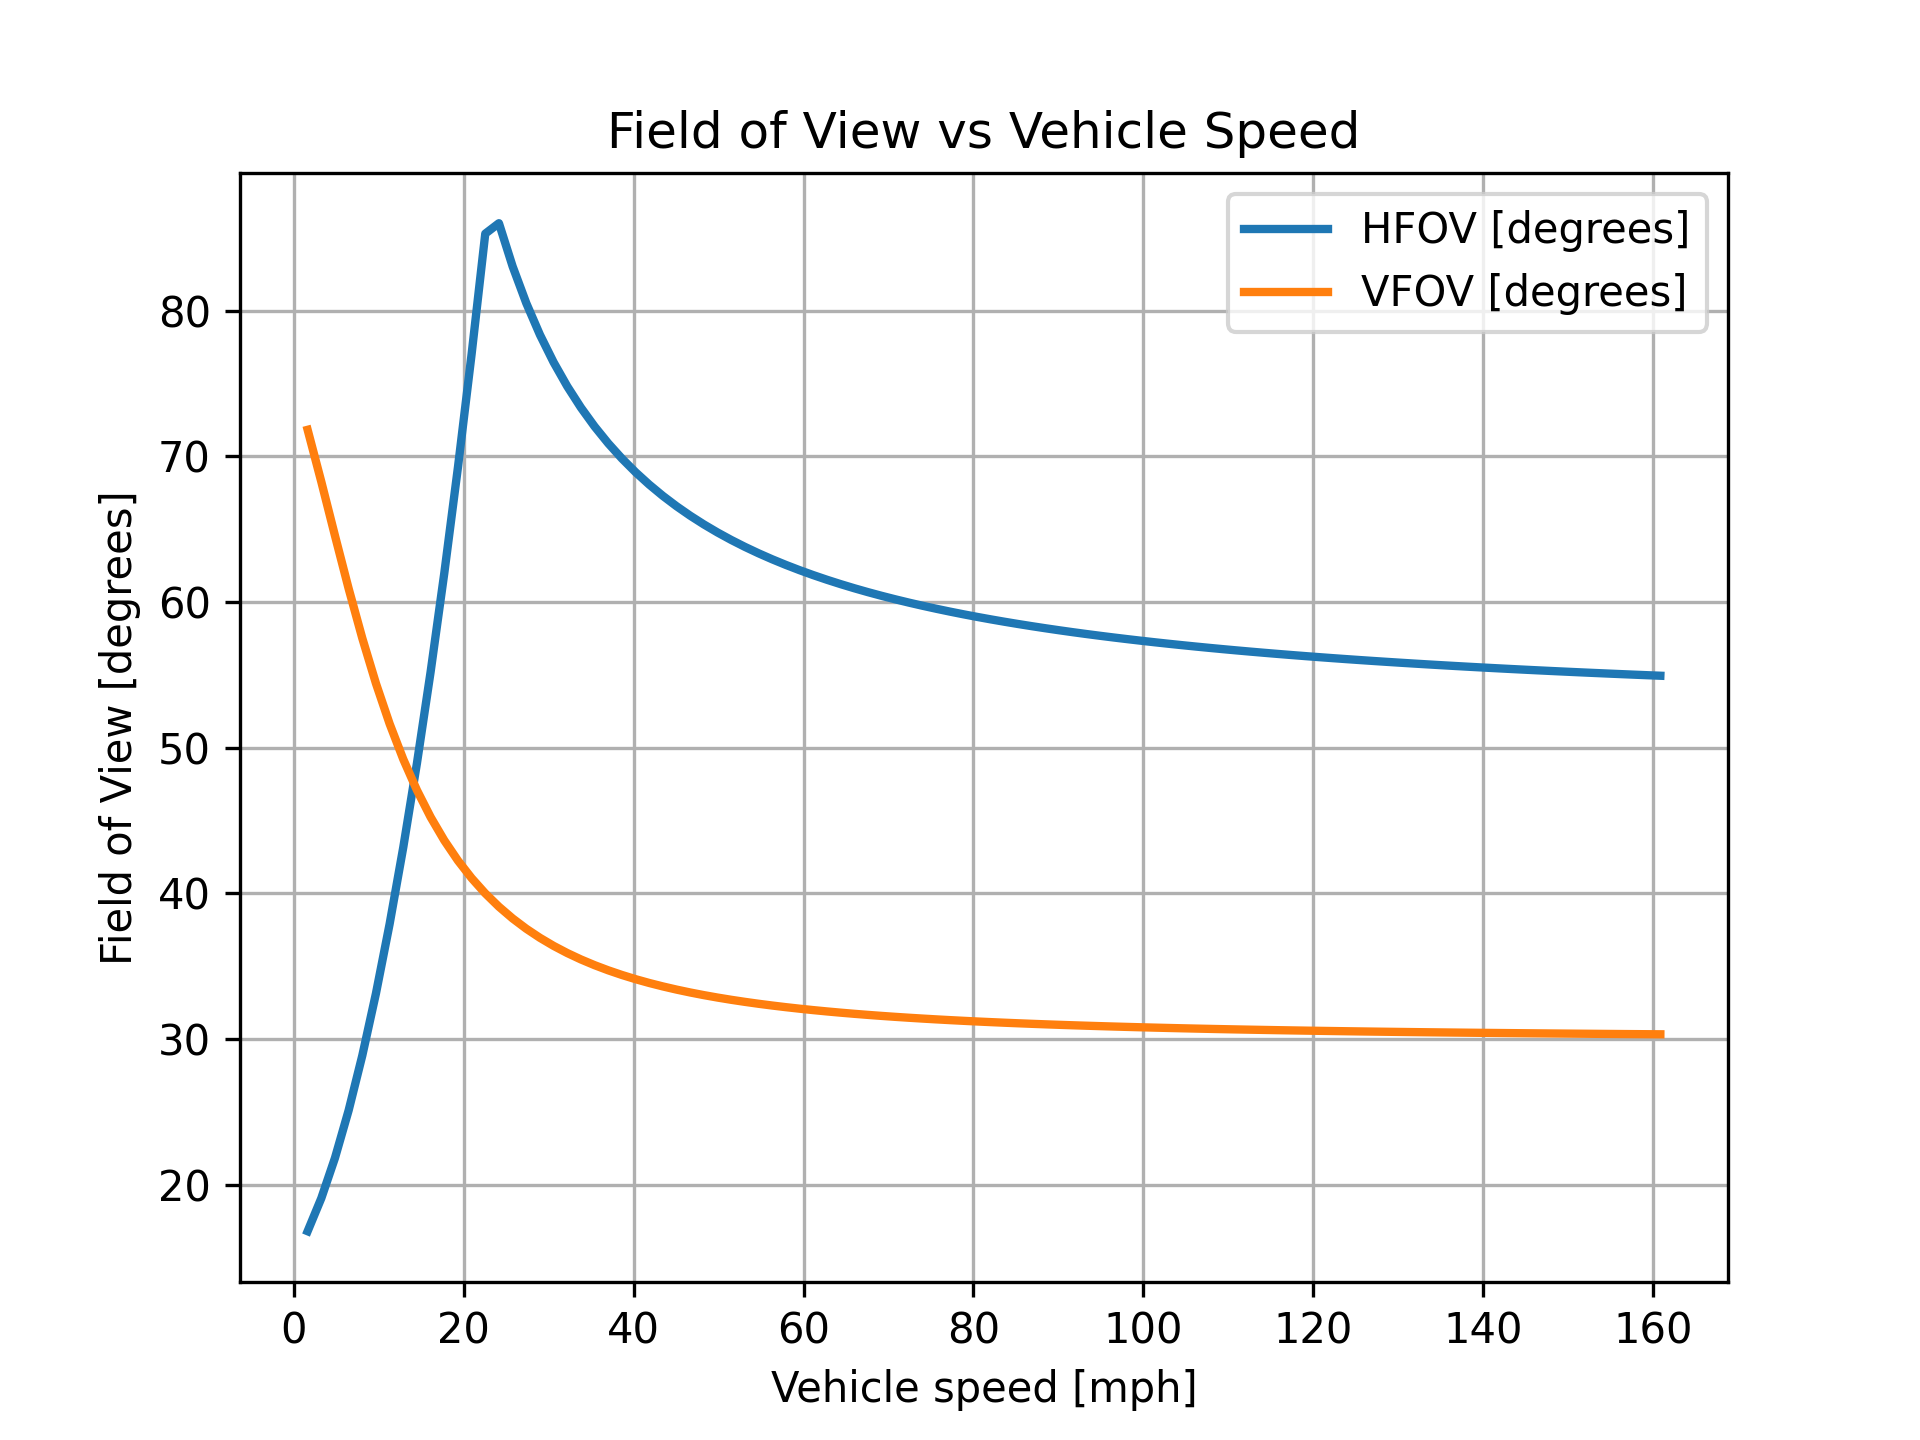 Field of View vs Vehicle Speed
HFOV [degrees]
VFOV [degrees]
Field of View [degrees]
80
70
60
50
40
30
20
0 20 40 60 80 100 120 140 160
Vehicle speed [mph]